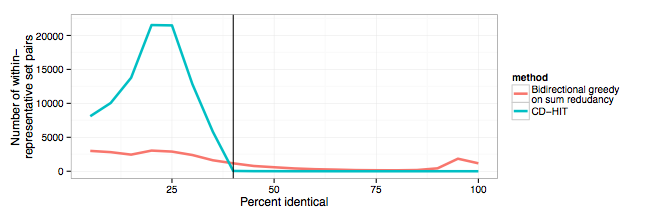 Number of within–
representative set pairs
20000
15000
10000
5000
0
25
50
75
100
Percent identical
method
Bidirectional greedy
on sum redudancy
CD–HIT